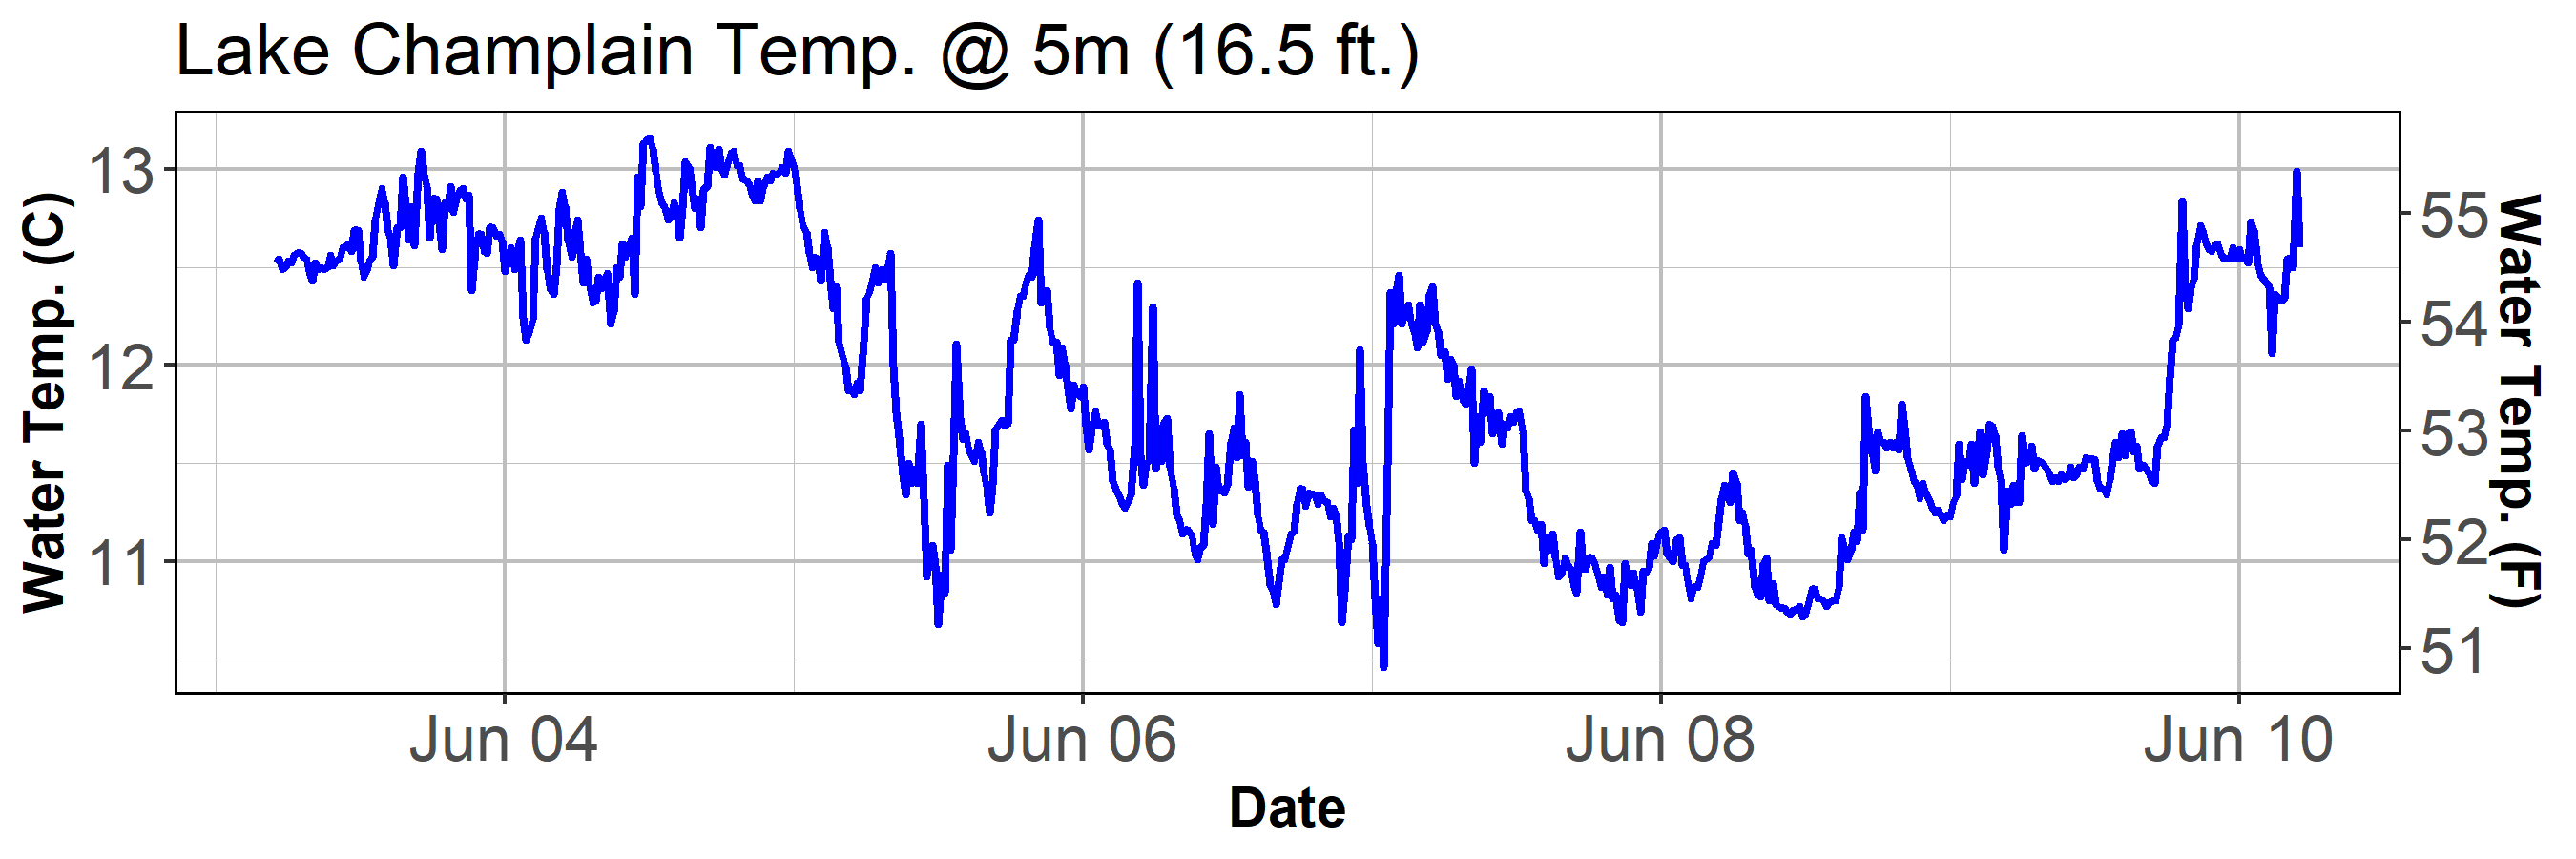 Lake Champlain Temp. @ 5m (16.5 ft.)
Water Temp. (C)
13
12
11
55
54
53
52
51
Water Temp. (F)
Jun 04
Jun 06
Jun 08
Jun 10
Date